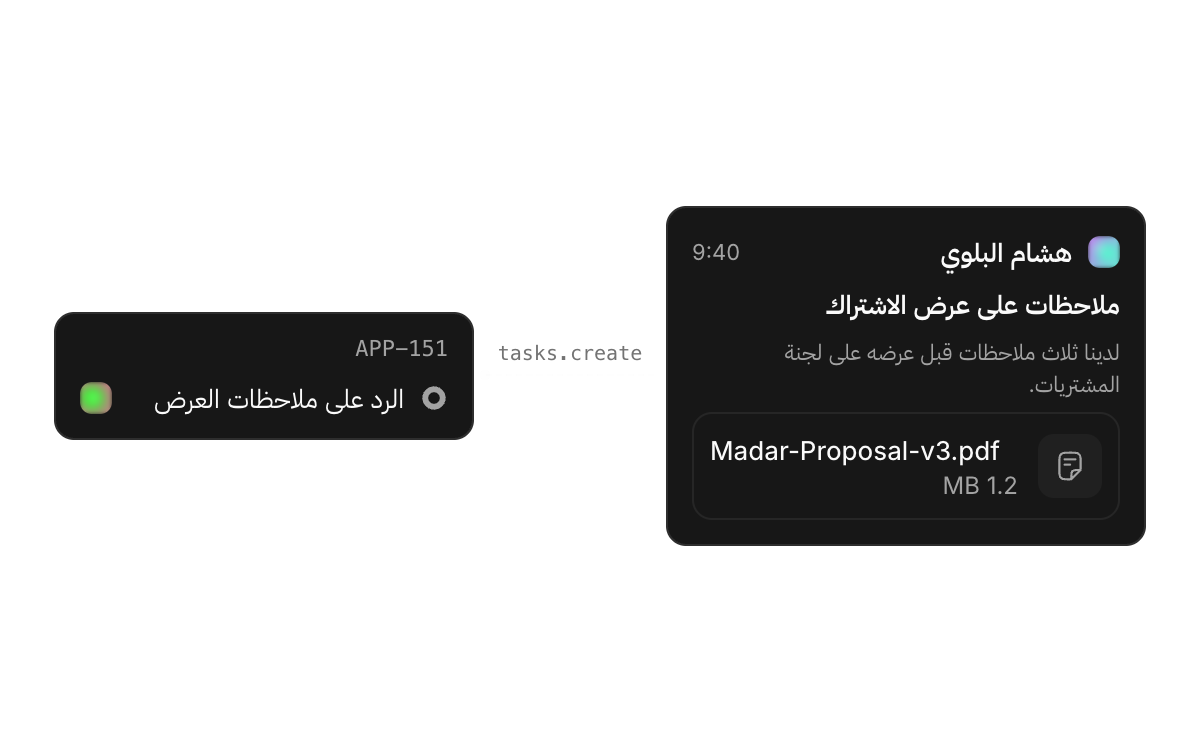 هشام البلوي
9:40
ملاحظات على عرض الاشتراك
لدينا ثلاث ملاحظات قبل عرضه على لجنة
المشتريات.
Madar-Proposal-v3.pdf
MB 1.2
tasks.create
APP-151
الرد على ملاحظات العرض